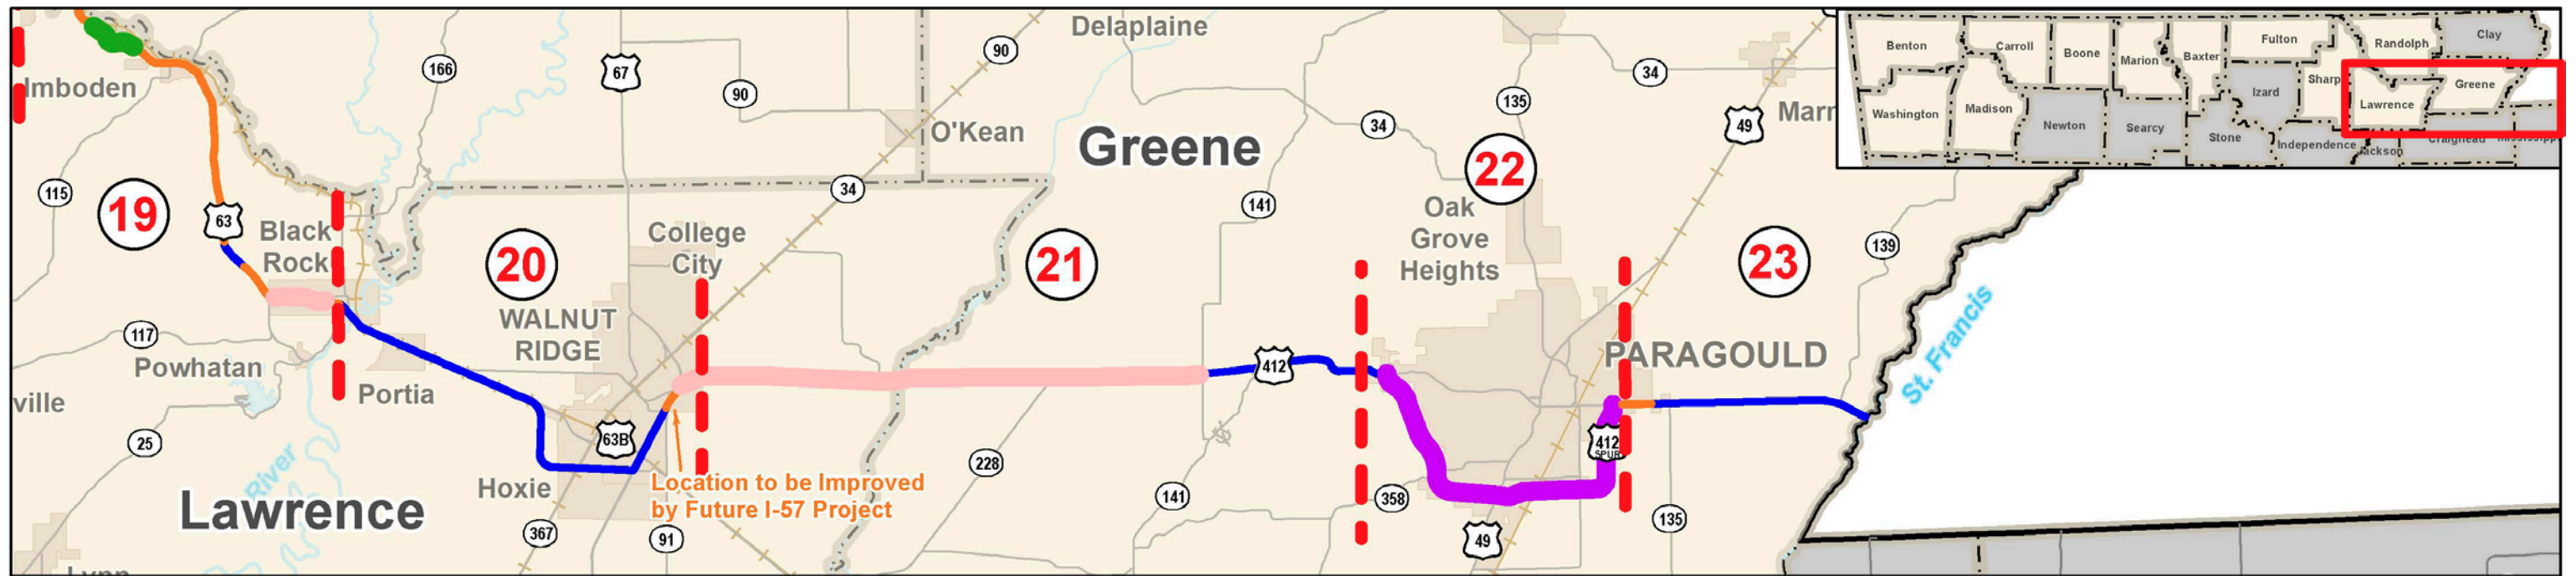 Delaplaine
90
166
67
34
Imboden
90
135
49
Marr
O'Kean
34
Greene
22
115
19
34
141
63
Black
Rock
College
City
20
21
Oak
Grove
Heights
23
139
WALNUT
RIDGE
117
Powhatan
Portia
412
PARAGOULD
St. Francis
ville
25
63B
412
SPUR
River
Hoxie
228
Location to be Improved
by Future I-57 Project
141
358
Lawrence
367
91
49
135
Benton
Carroll
Boone
Marion
Baxter
Fulton
Randolph
Clay
Sharp
Izard
Greene
Lawrence
Washington
Madison
Newton
Searcy
Stone
Independence
Jackson
Craighead